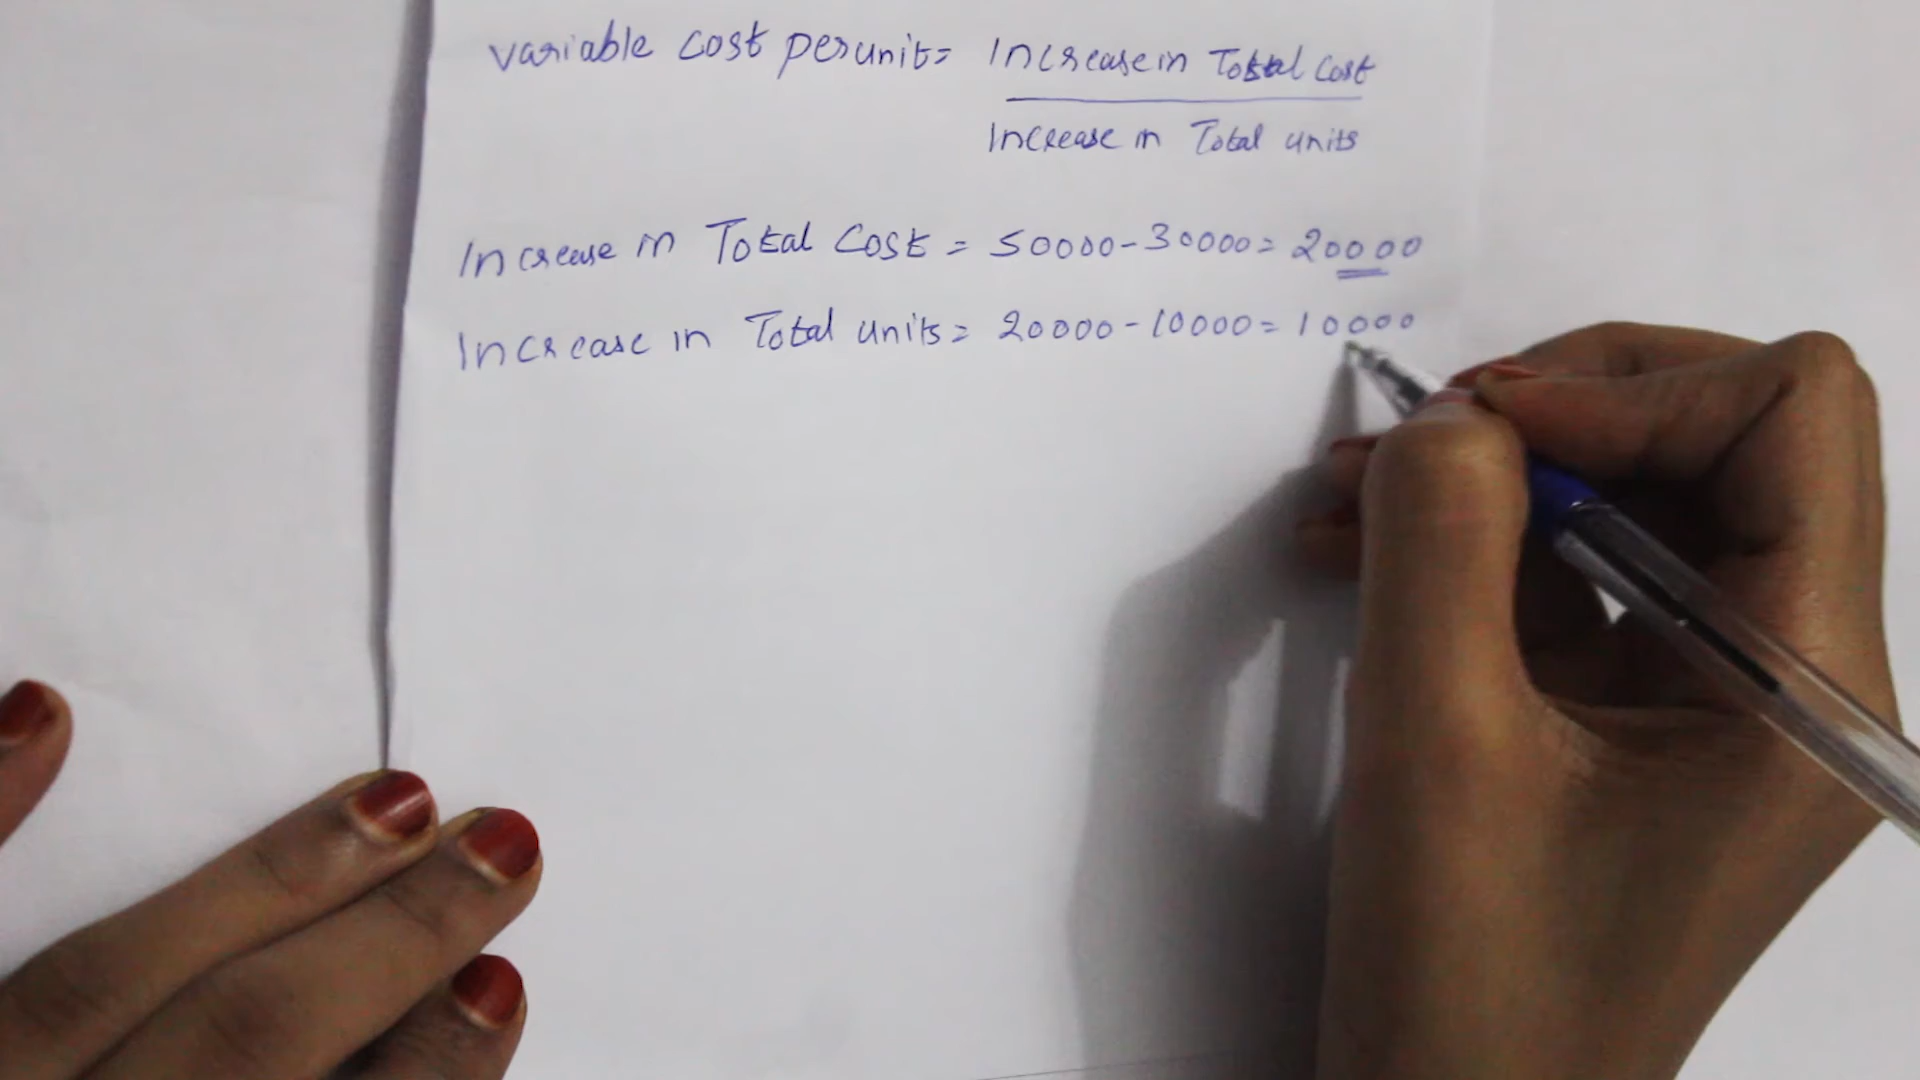 Variable Cost per unit = Increase in Total Cost
Increase in Total units
Increase in Total Cost = 50000-30000 = 20000
Increase in Total units = 20000-10000 = 10000